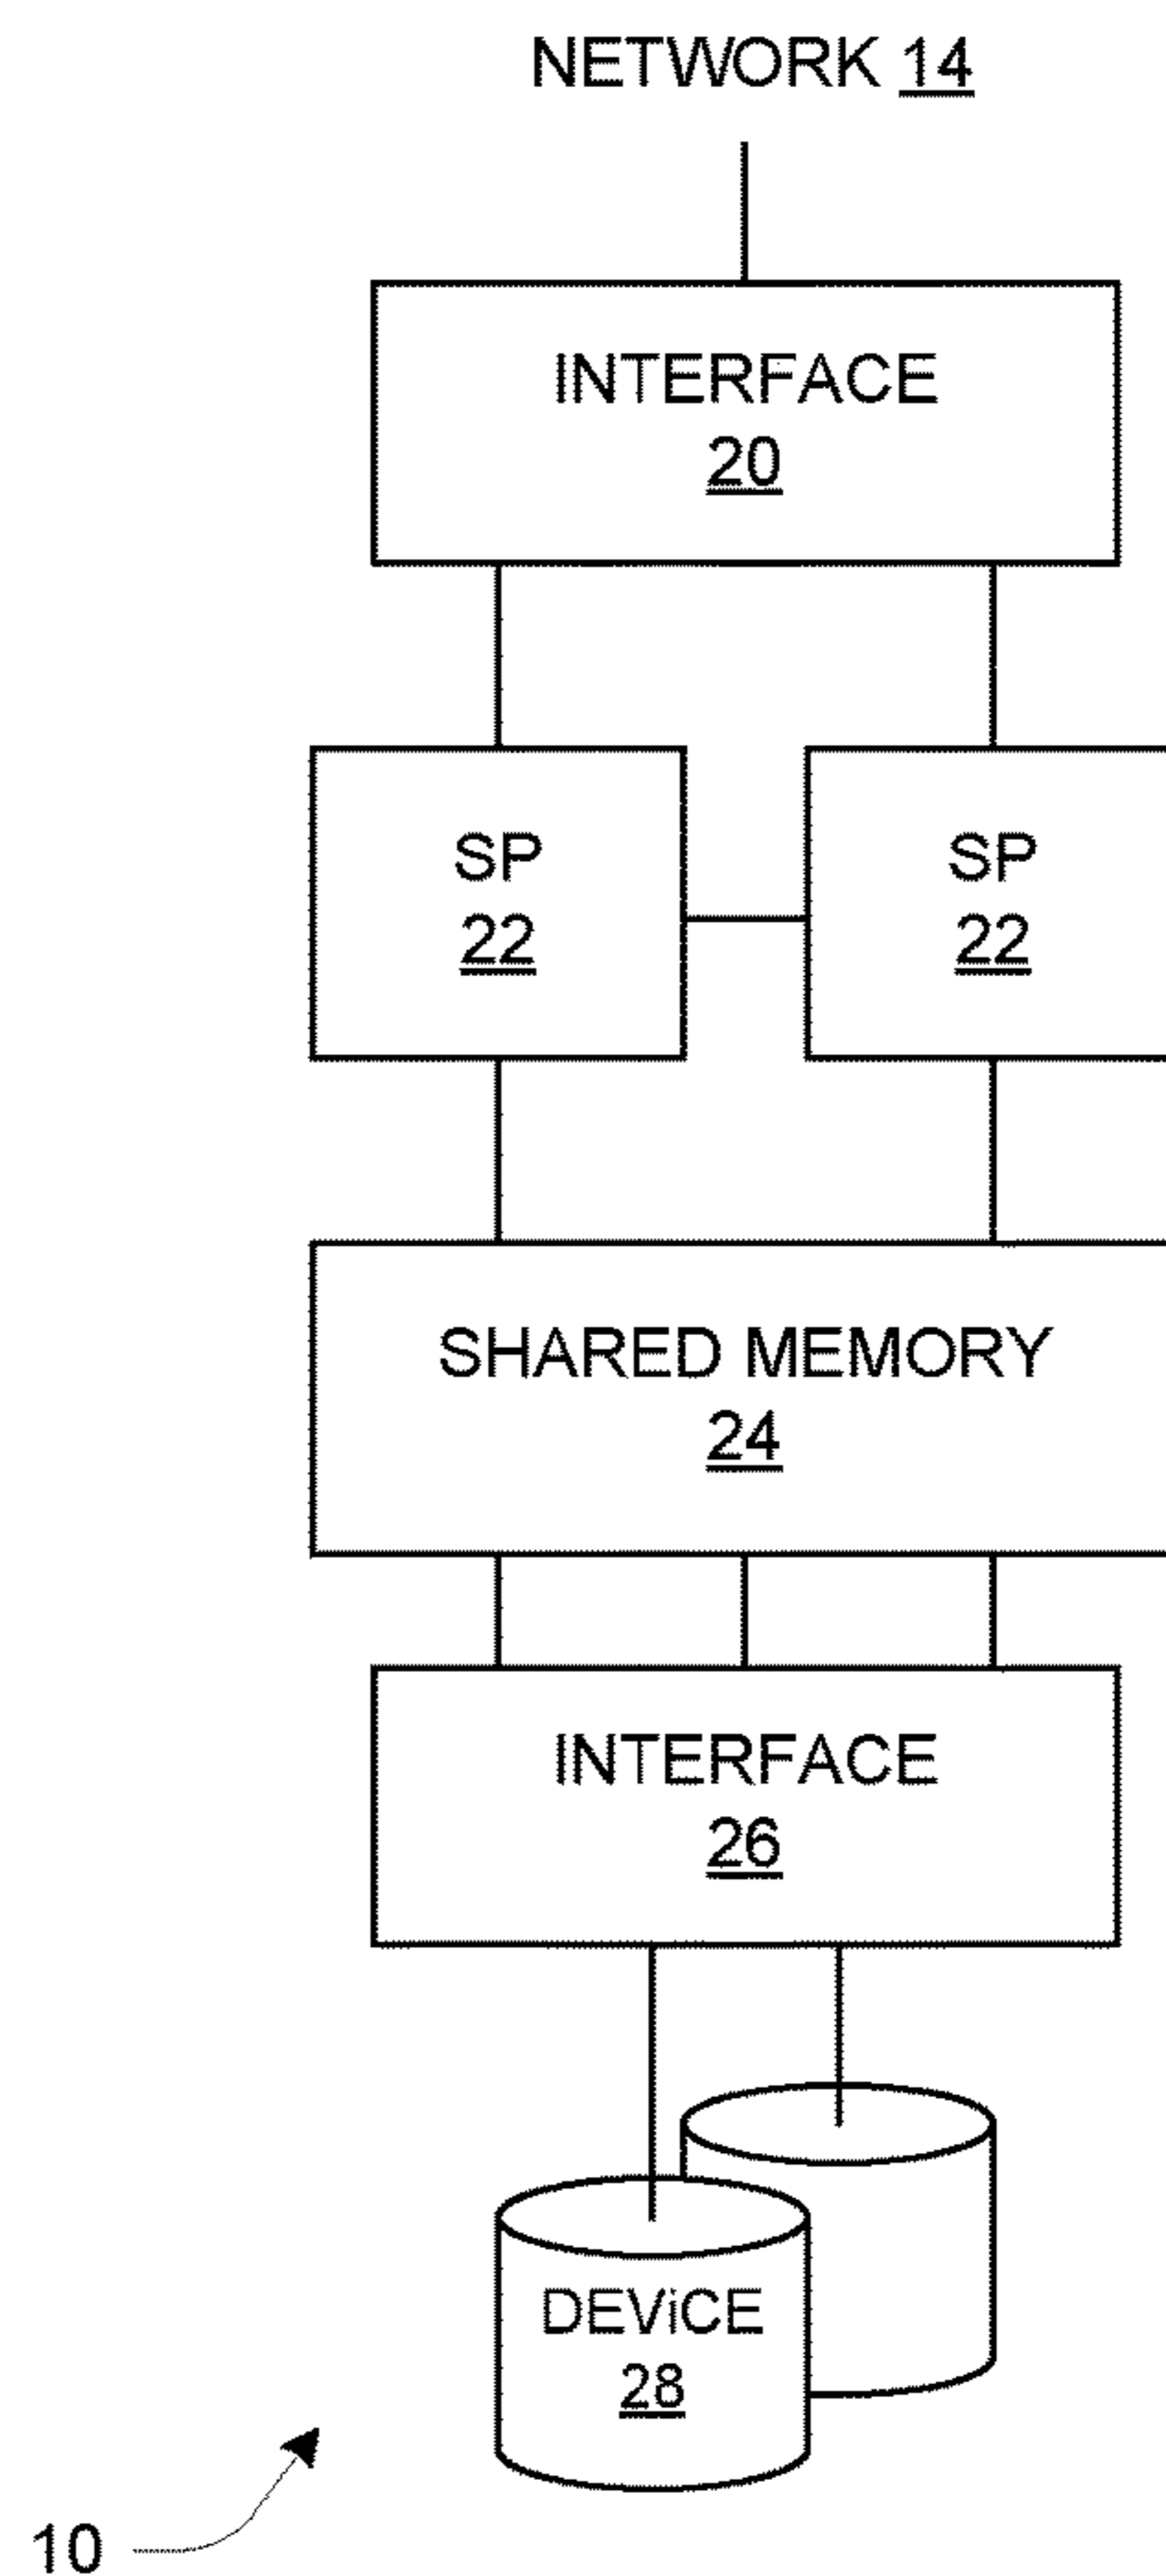 NETWORK 14
INTERFACE
20
SP
22
SP
22
SHARED MEMORY
24
INTERFACE
26
DEViCE
28
10